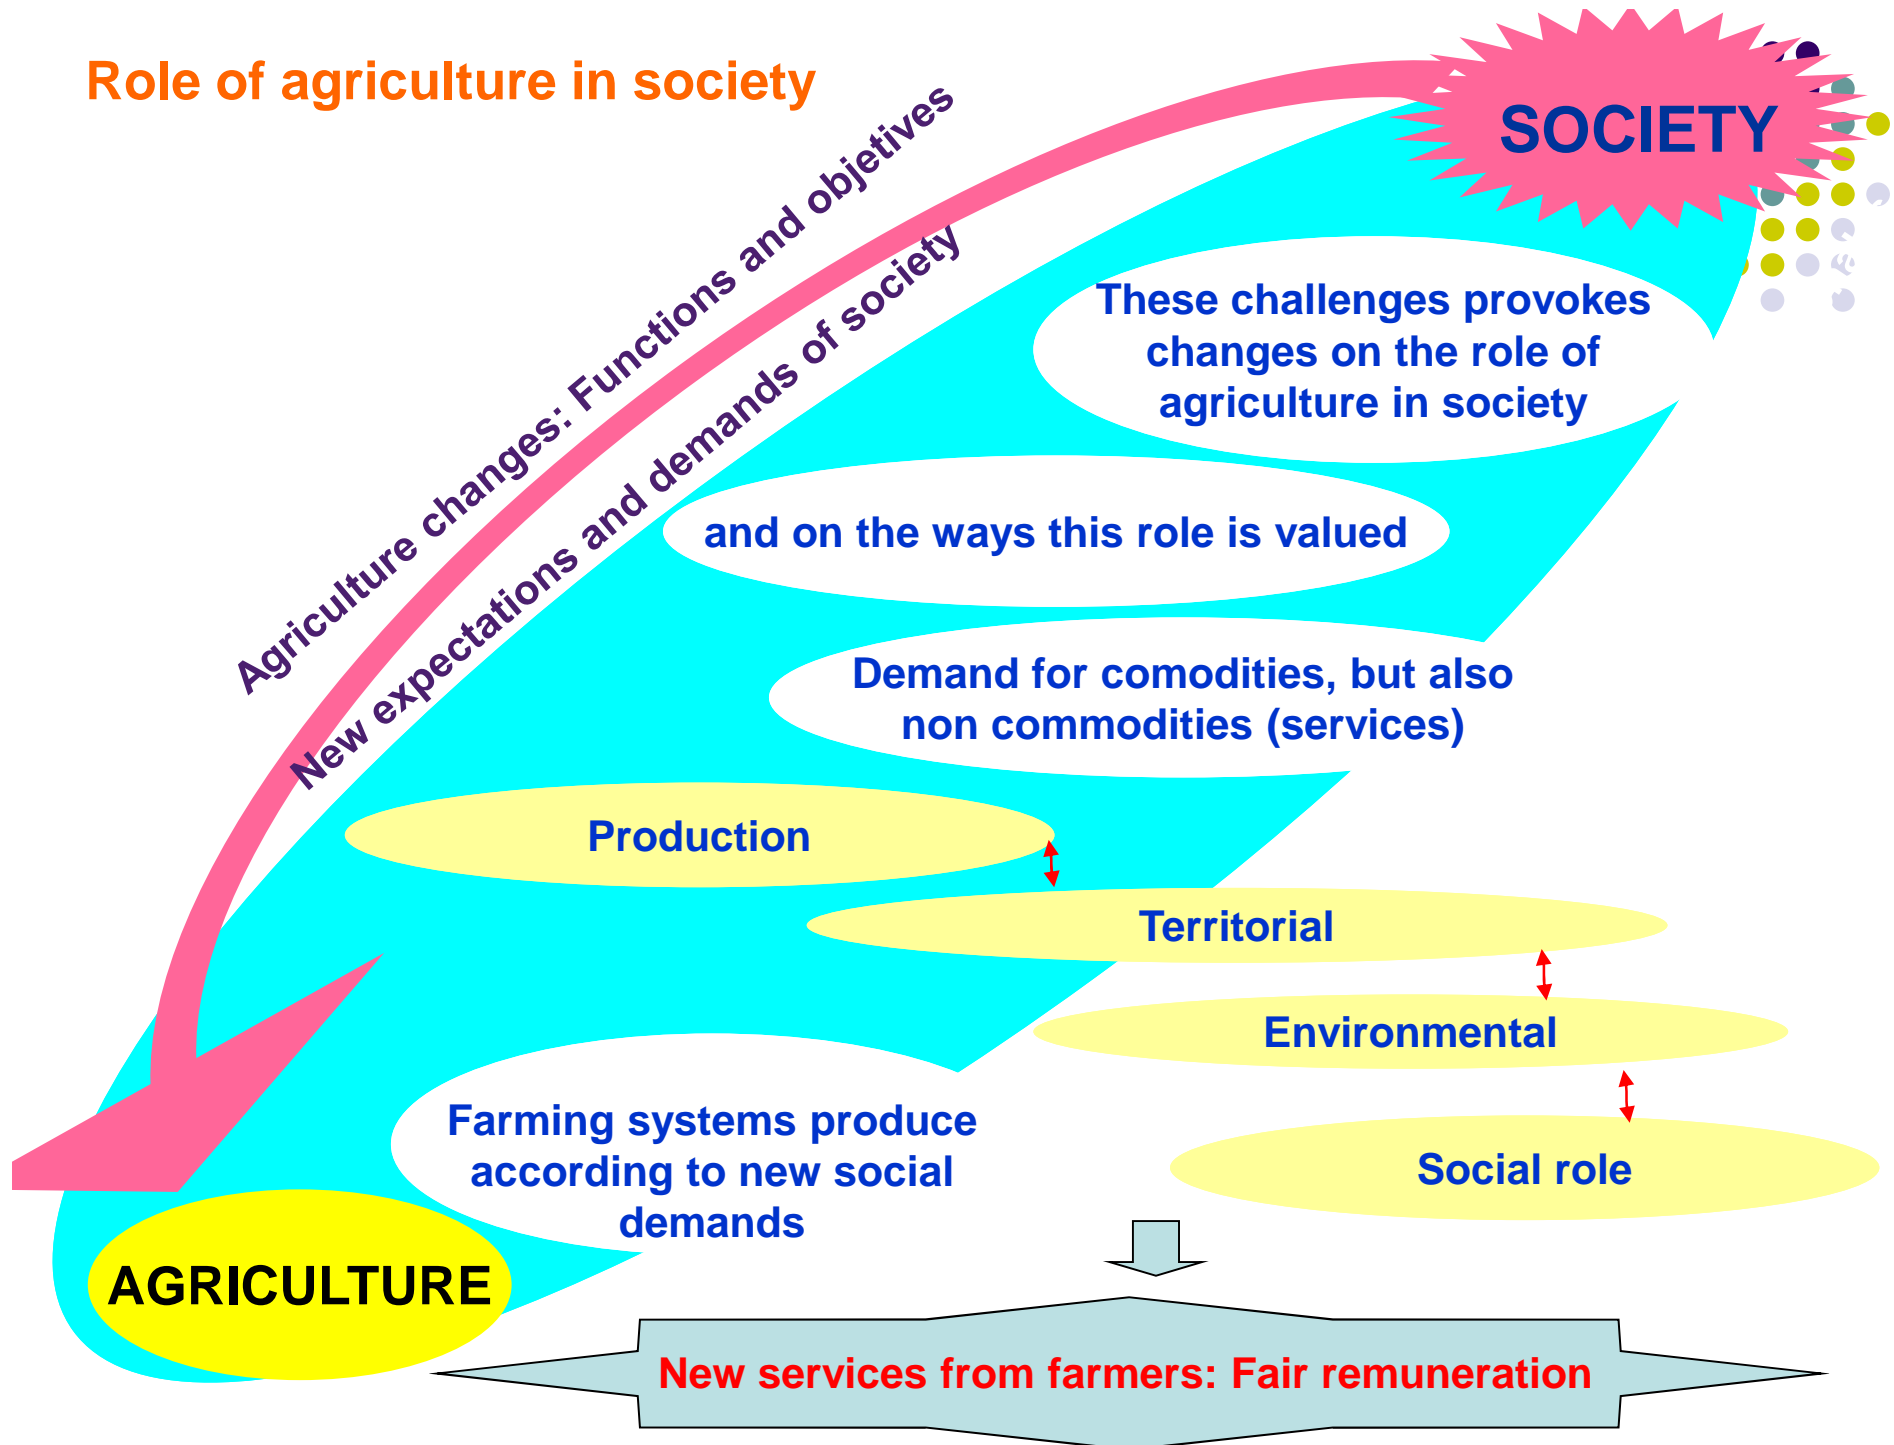 Role of agriculture in society
SOCIETY
Agriculture changes: Functions and objetives
New expectations and demands of society
These challenges provokes
changes on the role of
agriculture in society
and on the ways this role is valued
Demand for comodities, but also
non commodities (services)
Production
Territorial
Environmental
Social role
Farming systems produce
according to new social
demands
AGRICULTURE
New services from farmers: Fair remuneration